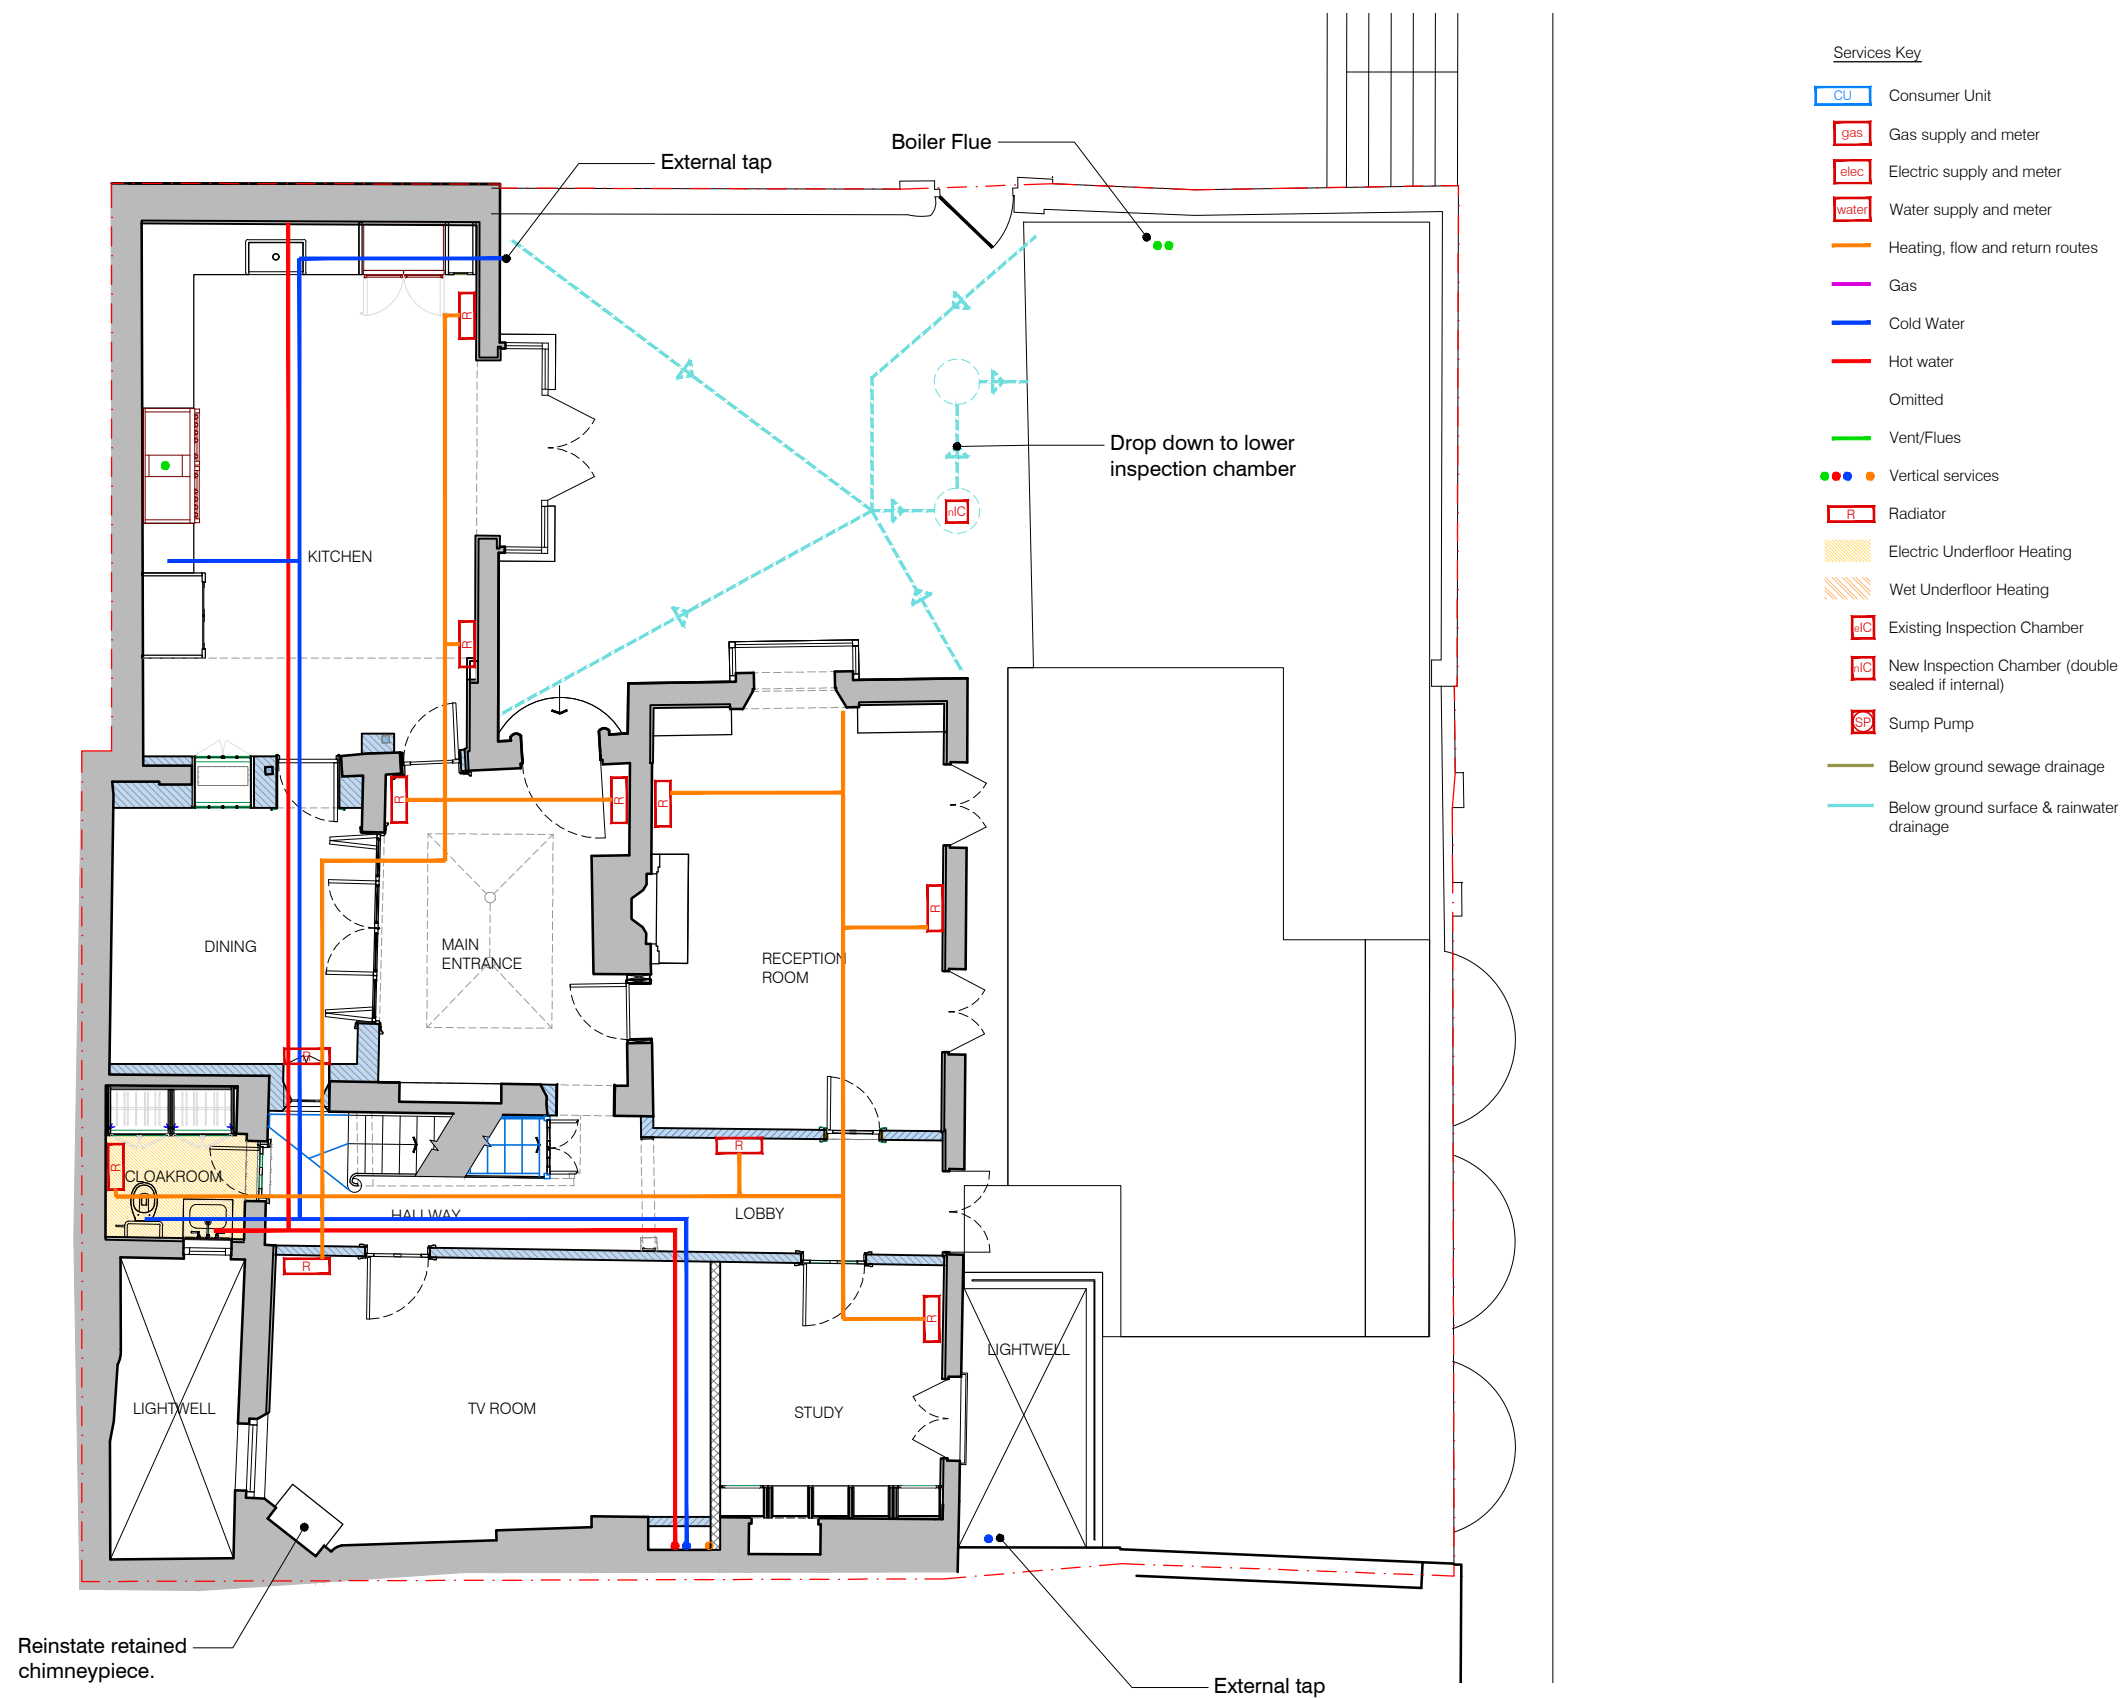 Services Key
CU Consumer Unit
gas Gas supply and meter
elec Electric supply and meter
water Water supply and meter
Heating, flow and return routes
Gas
Cold Water
Hot water
Omitted
Vent/Flues
Vertical services
R Radiator
Electric Underfloor Heating
Wet Underfloor Heating
eIC Existing Inspection Chamber
nIC New Inspection Chamber (double
sealed if internal)
SP Sump Pump
Below ground sewage drainage
Below ground surface & rainwater
drainage
Boiler Flue
External tap
R
Drop down to lower
inspection chamber
nIC
KITCHEN
R
R
R
R
R
DINING
MAIN
ENTRANCE
RECEPTION
ROOM
R
R
R
CLOAKROOM
HALLWAY
LOBBY
R
R
LIGHTWELL
LIGHTWELL
TV ROOM
STUDY
Reinstate retained
chimneypiece.
External tap